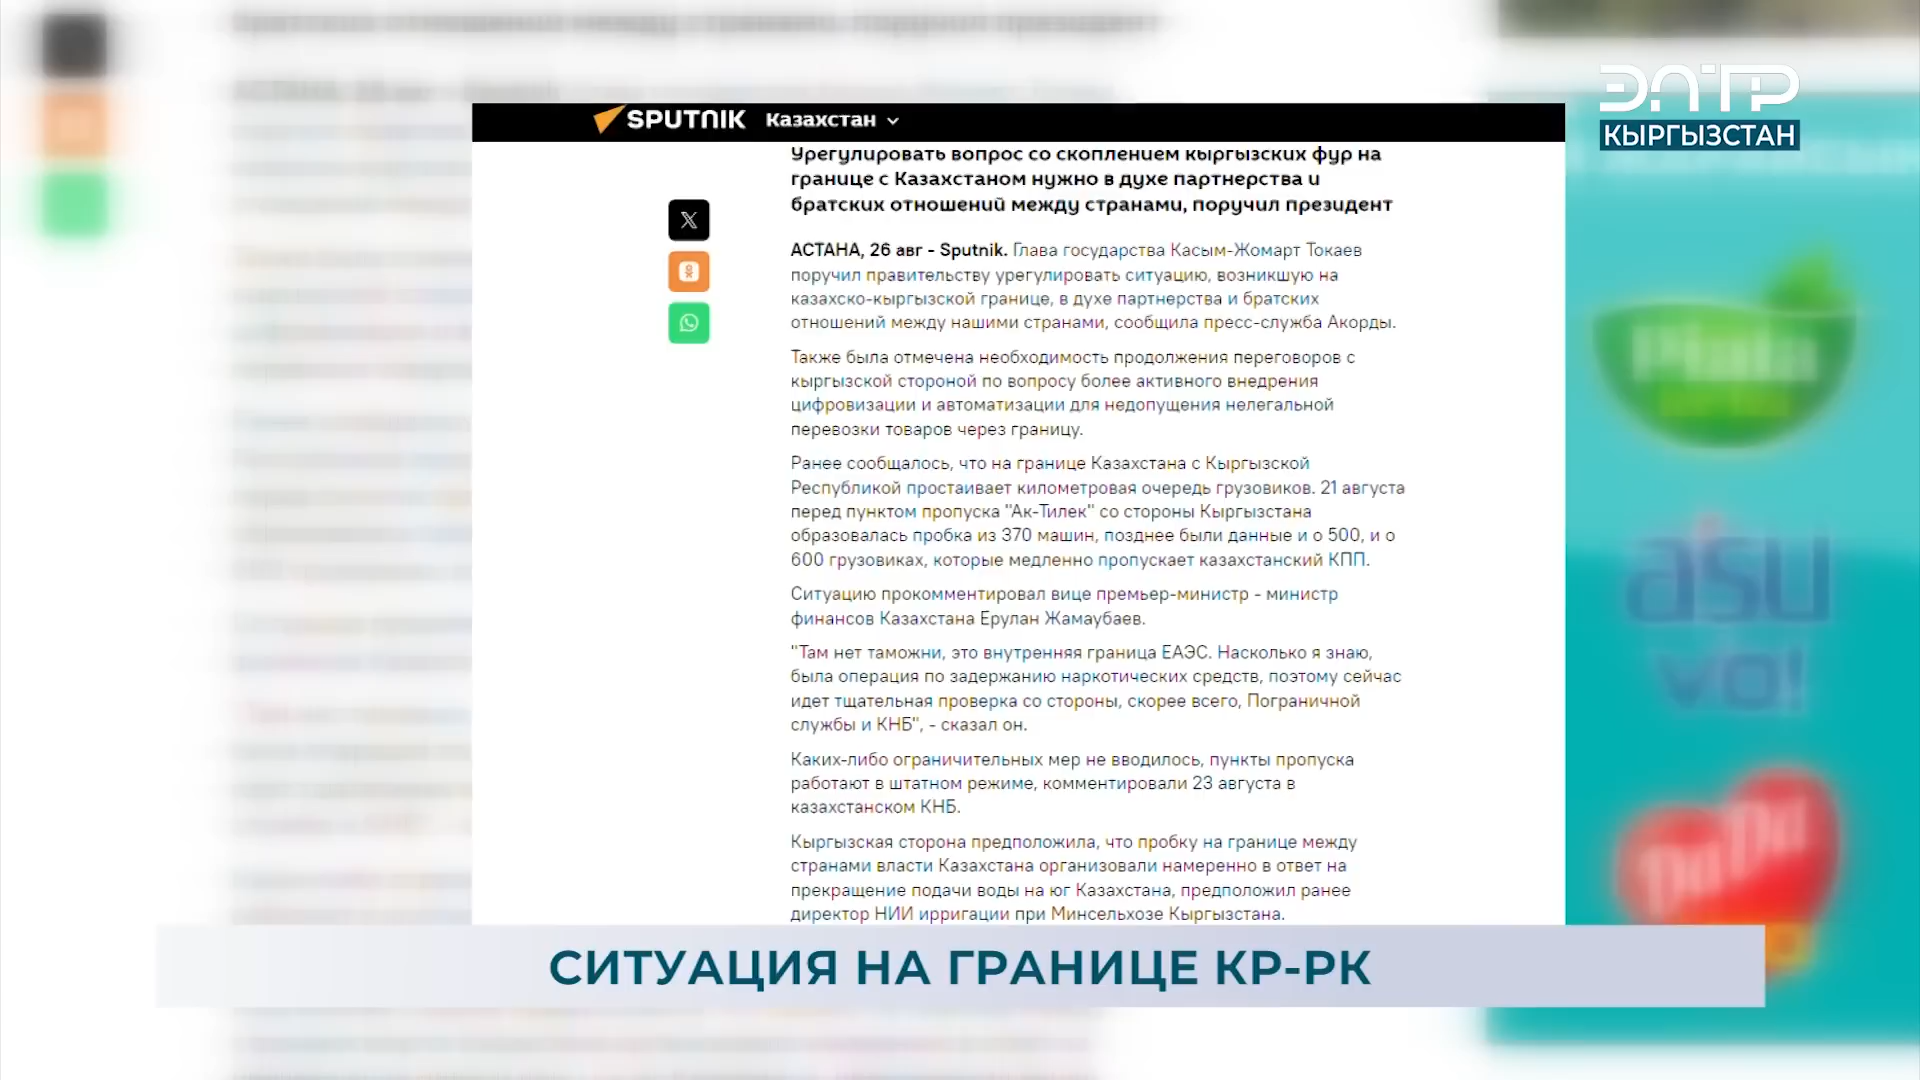 ЭЛТР
КЫРГЫЗСТАН
SPUTNIK Казахстан
Урегулировать вопрос со скоплением кыргызских фур на
границе с Казахстаном нужно в духе партнерства и
братских отношений между странами, поручил президент
АСТАНА, 26 авг - Sputnik. Глава государства Касым-Жомарт Токаев
поручил правительству урегулировать ситуацию, возникшую на
казахско-кыргызской границе, в духе партнерства и братских
отношений между нашими странами, сообщила пресс-служба Акорды.
Также была отмечена необходимость продолжения переговоров с
кыргызской стороной по вопросу более активного внедрения
цифровизации и автоматизации для недопущения нелегальной
перевозки товаров через границу.
Ранее сообщалось, что на границе Казахстана с Кыргызской
Республикой простаивает километровая очередь грузовиков. 21 августа
перед пунктом пропуска "Ак-Тилек" со стороны Кыргызстана
образовалась пробка из 370 машин, позднее были данные и о 500, и о
600 грузовиках, которые медленно пропускает казахстанский КПП.
Ситуацию прокомментировал вице премьер-министр - министр
финансов Казахстана Ерулан Жамаубаев.
"Там нет таможни, это внутренняя граница ЕАЭС. Насколько я знаю,
была операция по задержанию наркотических средств, поэтому сейчас
идет тщательная проверка со стороны, скорее всего, Пограничной
службы и КНБ", - сказал он.
Каких-либо ограничительных мер не вводилось, пункты пропуска
работают в штатном режиме, комментировали 23 августа в
казахстанском КНБ.
Кыргызская сторона предположила, что пробку на границе между
странами власти Казахстана организовали намеренно в ответ на
прекращение подачи воды на юг Казахстана, предположил ранее
директор НИИ ирригации при Минсельхозе Кыргызстана.
asu
vo!
СИТУАЦИЯ НА ГРАНИЦЕ КР-РК